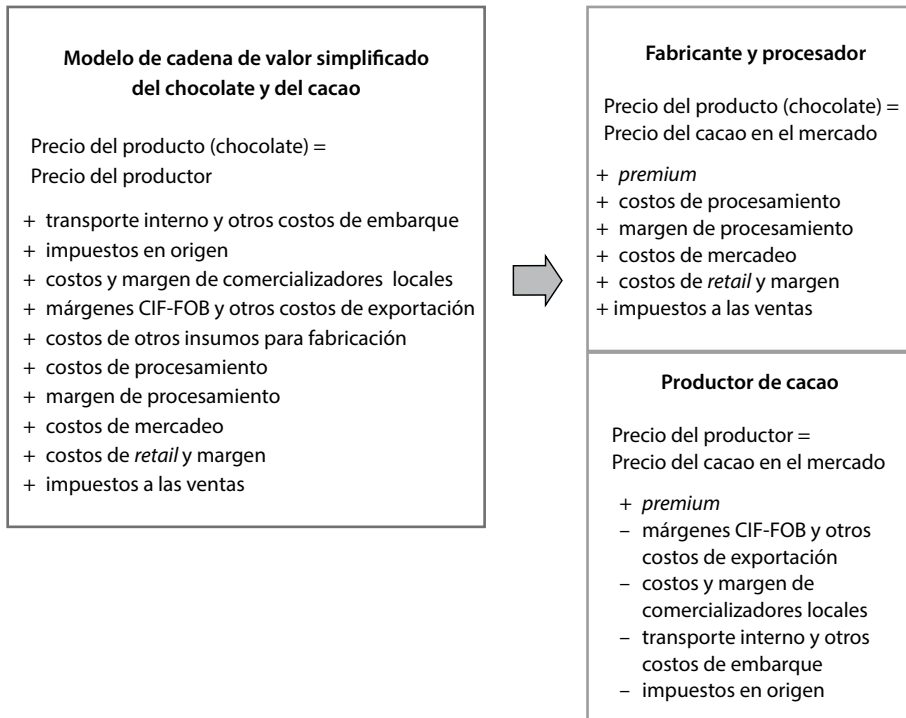 Modelo de cadena de valor simplificado
del chocolate y del cacao
Precio del producto (chocolate) =
Precio del productor
+ transporte interno y otros costos de embarque
+ impuestos en origen
+ costos y margen de comercializadores locales
+ márgenes CIF-FOB y otros costos de exportación
+ costos de otros insumos para fabricación
+ costos de procesamiento
+ margen de procesamiento
+ costos de mercadeo
+ costos de retail y margen
+ impuestos a las ventas
Fabricante y procesador
Precio del producto (chocolate) =
Precio del cacao en el mercado
+ premium
+ costos de procesamiento
+ margen de procesamiento
+ costos de mercadeo
+ costos de retail y margen
+ impuestos a las ventas
Productor de cacao
Precio del productor =
Precio del cacao en el mercado
+ premium
– márgenes CIF-FOB y otros
costos de exportación
– costos y margen de
comercializadores locales
– transporte interno y otros
costos de embarque
– impuestos en origen